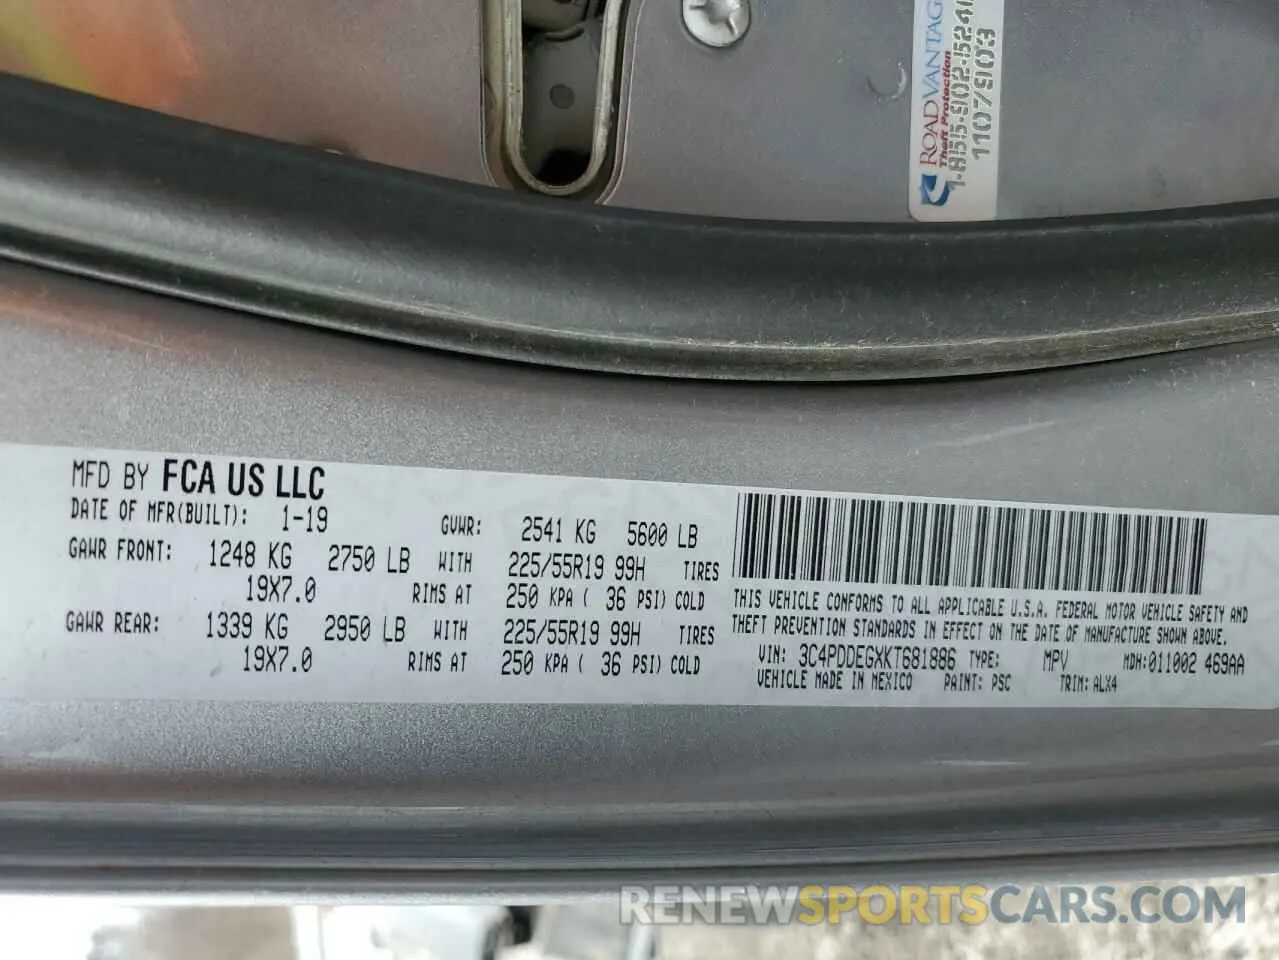 ROADVANTAG
Theft Protection
1-855-902-524
1107903
MFD BY FCA US LLC
DATE OF MFR(BUILT): 1-19 GVWR: 2541 KG 5600 LB
GAWR FRONT: 1248 KG 2750 LB WITH 225/55R19 99H TIRES
19X7.0 RIMS AT 250 KPA ( 36 PSI) COLD
GAWR REAR: 1339 KG 2950 LB WITH 225/55R19 99H TIRES
19X7.0 RIMS AT 250 KPA ( 36 PSI) COLD
THIS VEHICLE CONFORMS TO ALL APPLICABLE U.S.A. FEDERAL MOTOR VEHICLE SAFETY AND
THEFT PREVENTION STANDARDS IN EFFECT ON THE DATE OF MANUFACTURE SHOWN ABOVE.
VIN: 3C4PDDEGXKT681886 TYPE: MPV MDH:011002 469AA
VEHICLE MADE IN MEXICO PAINT: PSC TRIM: ALX4
RENEWSPORTSCARS.COM